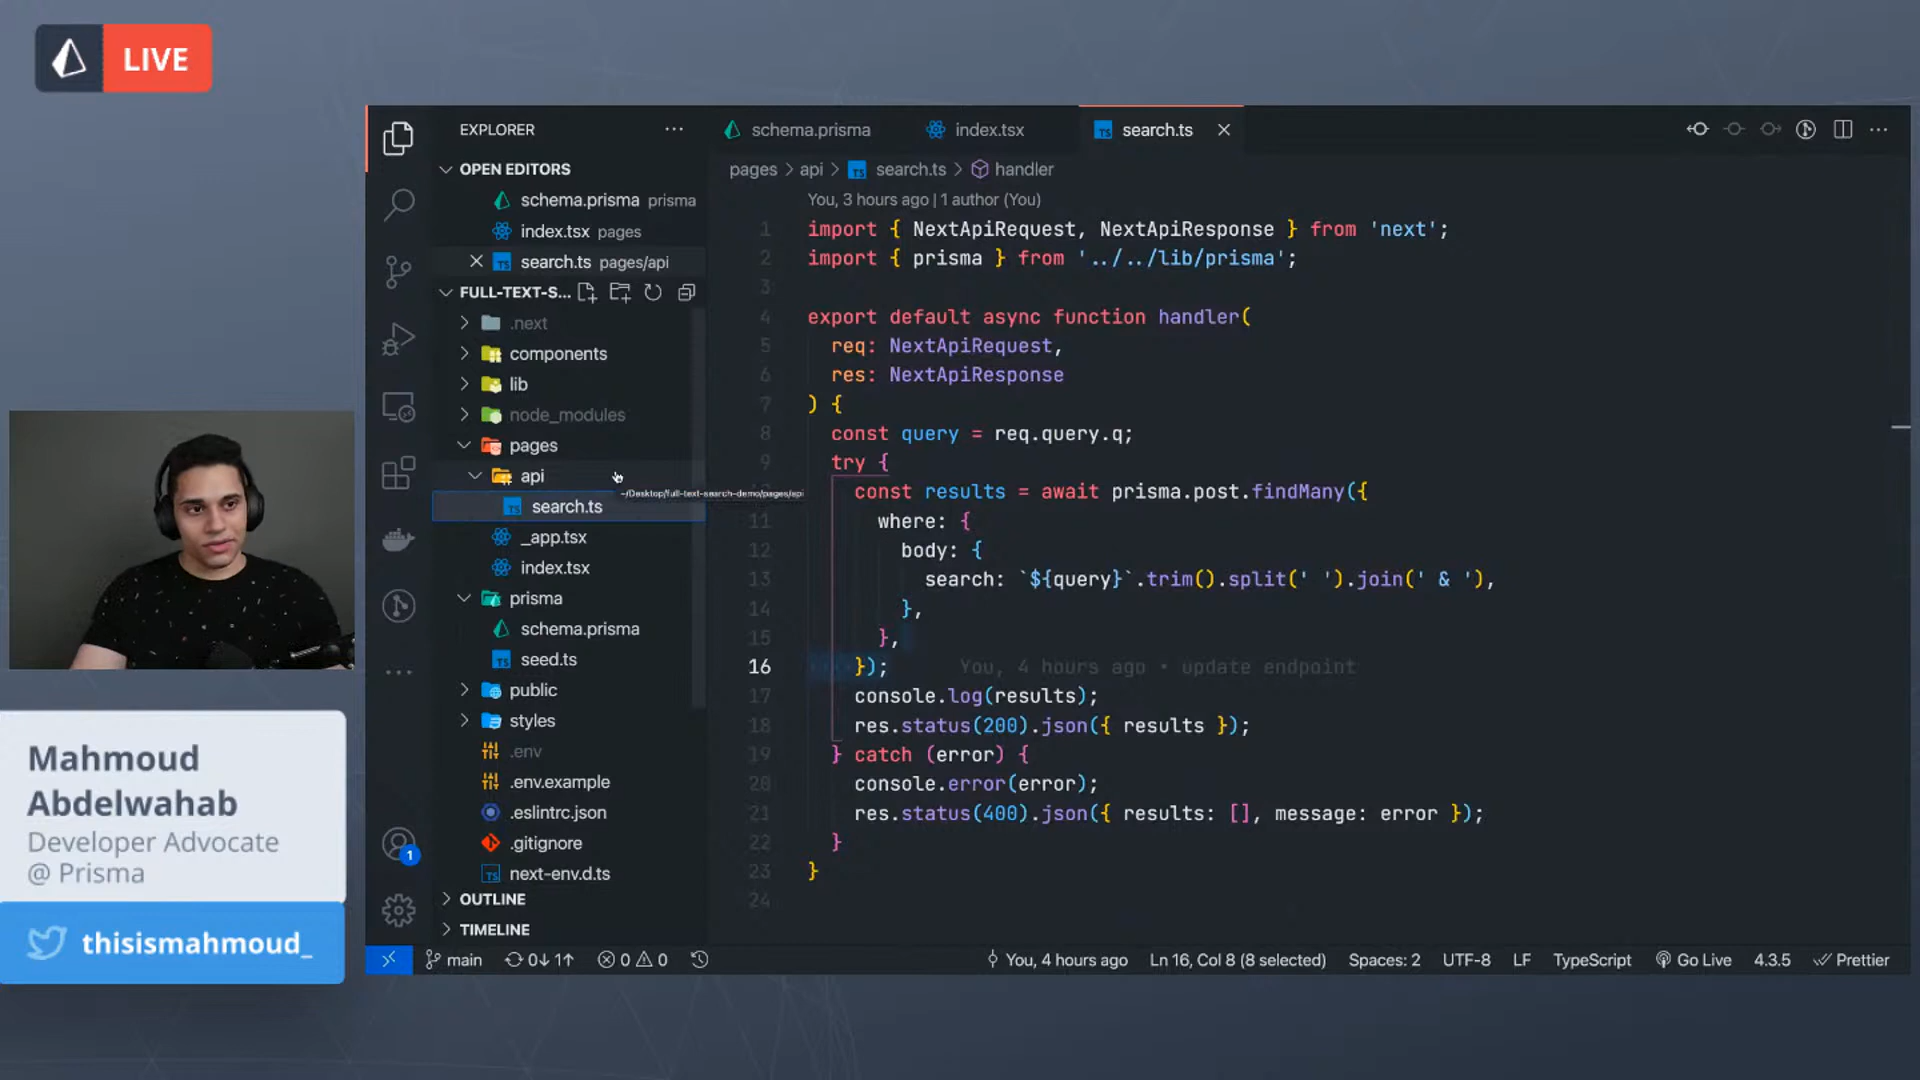 LIVE
EXPLORER
OPEN EDITORS
schema.prisma prisma
index.tsx pages
search.ts pages/api
FULL-TEXT-S...
.next
components
lib
node_modules
pages
api
~/Desktop/full-text-search-demo/pages/api
search.ts
_app.tsx
index.tsx
prisma
schema.prisma
seed.ts
public
styles
.env
.env.example
.eslintrc.json
.gitignore
next-env.d.ts
OUTLINE
TIMELINE
1
schema.prisma index.tsx search.ts
pages > api > search.ts > handler
You, 3 hours ago | 1 author (You)
1 import { NextApiRequest, NextApiResponse } from 'next';
2 import { prisma } from '../../lib/prisma';
3
4 export default async function handler(
5 req: NextApiRequest,
6 res: NextApiResponse
7 ) {
8 const query = req.query.q;
9 try {
const results = await prisma.post.findMany({
11 where: {
12 body: {
13 search: `${query}`.trim().split(' ').join(' & '),
14 },
15 },
16 }); You, 4 hours ago • update endpoint
17 console.log(results);
18 res.status(200).json({ results });
19 } catch (error) {
20 console.error(error);
21 res.status(400).json({ results: [], message: error });
22 }
23 }
24
main 0↓ 1↑ 0 0 You, 4 hours ago Ln 16, Col 8 (8 selected) Spaces: 2 UTF-8 LF TypeScript Go Live 4.3.5 Prettier
Mahmoud
Abdelwahab
Developer Advocate
@ Prisma
thisismahmoud_